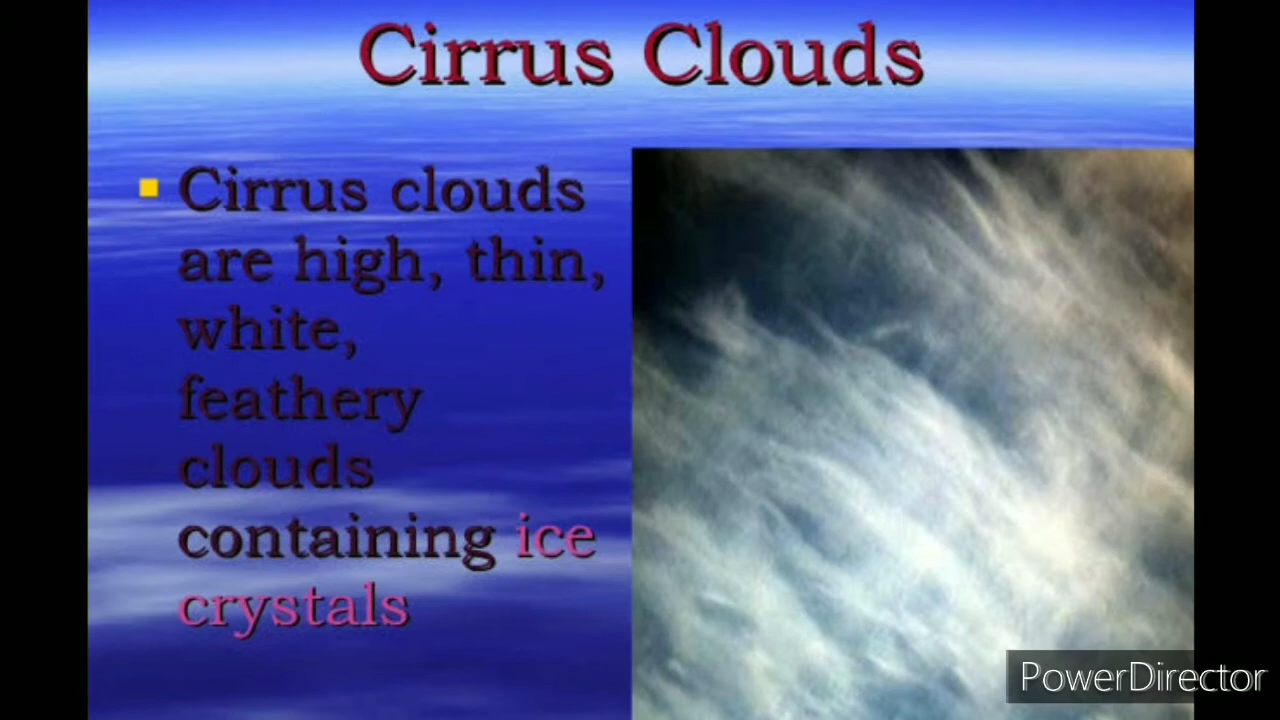 Cirrus Clouds
Cirrus clouds
are high, thin,
white,
feathery
clouds
containing ice
crystals
PowerDirector